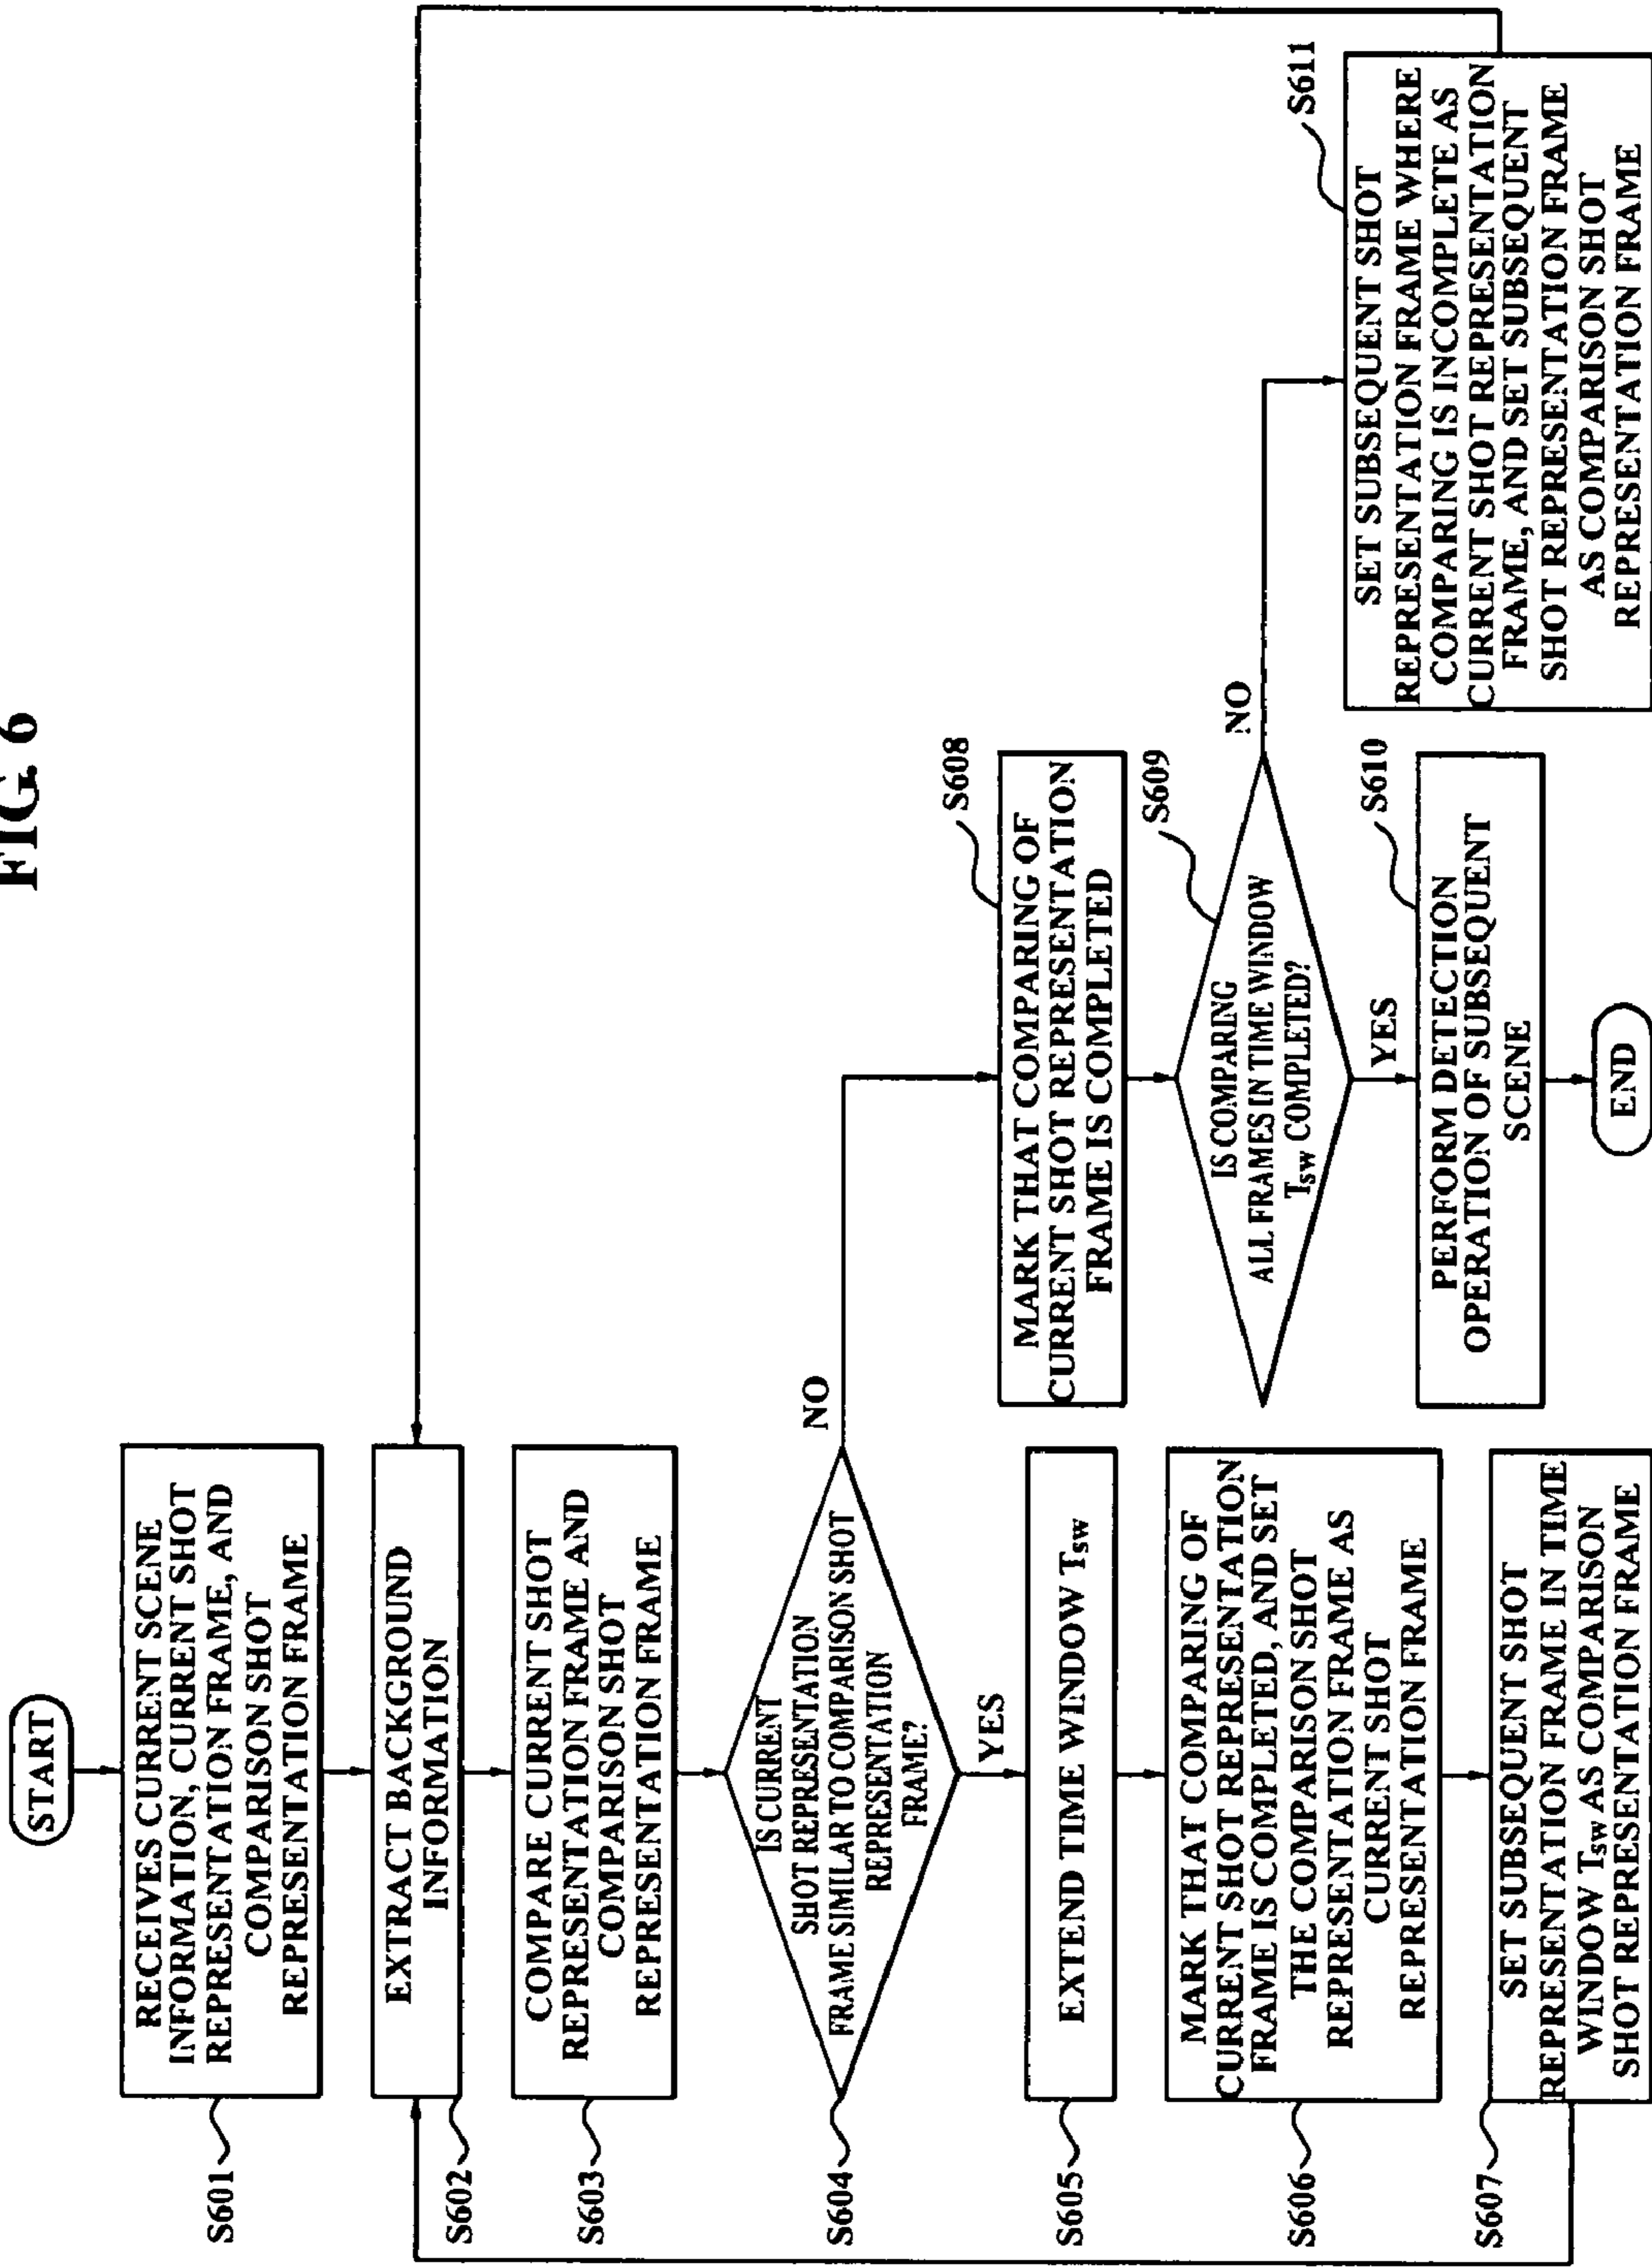 FIG. 6
START
RECEIVES CURRENT SCENE
INFORMATION, CURRENT SHOT
REPRESENTATION FRAME, AND
COMPARISON SHOT
REPRESENTATION FRAME
S601
EXTRACT BACKGROUND
INFORMATION
S602
COMPARE CURRENT SHOT
REPRESENTATION FRAME AND
COMPARISON SHOT
REPRESENTATION FRAME
S603
IS CURRENT
SHOT REPRESENTATION
FRAME SIMILAR TO COMPARISON SHOT
REPRESENTATION
FRAME?
S604
NO
YES
EXTEND TIME WINDOW Tsw
S605
MARK THAT COMPARING OF
CURRENT SHOT REPRESENTATION
FRAME IS COMPLETED, AND SET
THE COMPARISON SHOT
REPRESENTATION FRAME AS
CURRENT SHOT
REPRESENTATION FRAME
S606
SET SUBSEQUENT SHOT
REPRESENTATION FRAME IN TIME
WINDOW Tsw AS COMPARISON
SHOT REPRESENTATION FRAME
S607
S608
MARK THAT COMPARING OF
CURRENT SHOT REPRESENTATION
FRAME IS COMPLETED
S609
IS COMPARING
ALL FRAMES IN TIME WINDOW
Tsw COMPLETED?
NO
YES
S610
PERFORM DETECTION
OPERATION OF SUBSEQUENT
SCENE
END
S611
SET SUBSEQUENT SHOT
REPRESENTATION FRAME WHERE
COMPARING IS INCOMPLETE AS
CURRENT SHOT REPRESENTATION
FRAME, AND SET SUBSEQUENT
SHOT REPRESENTATION FRAME
AS COMPARISON SHOT
REPRESENTATION FRAME